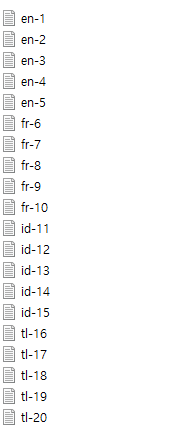 en-1
en-2
en-3
en-4
en-5
fr-6
fr-7
fr-8
fr-9
fr-10
id-11
id-12
id-13
id-14
id-15
tl-16
tl-17
tl-18
tl-19
tl-20